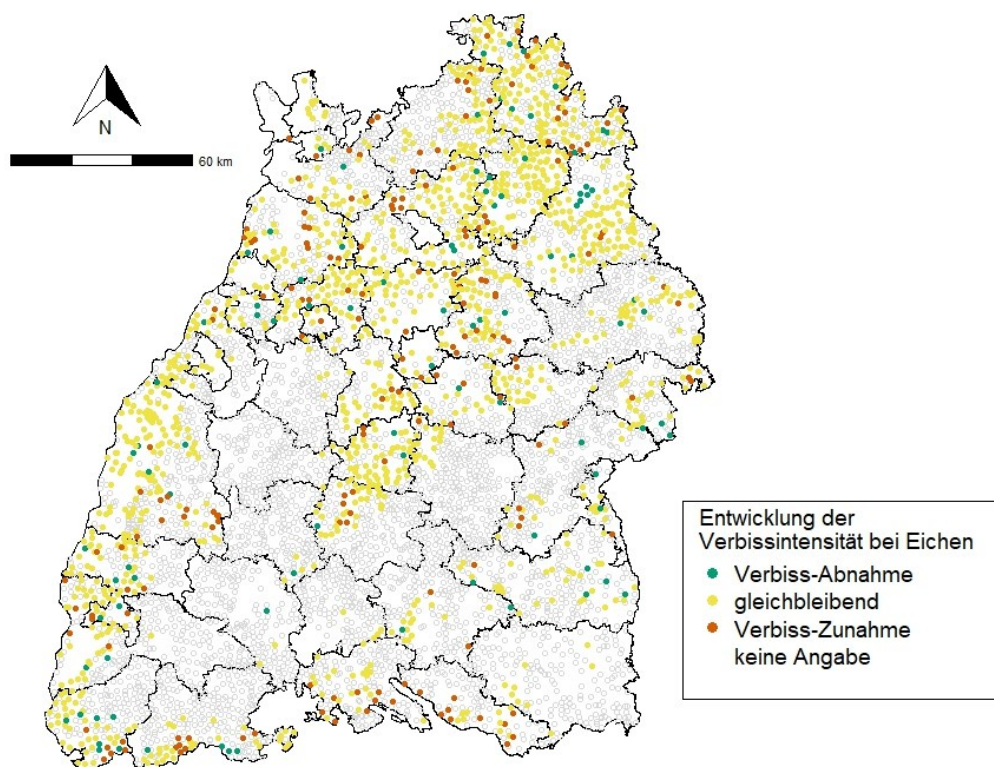 N
60 km
Entwicklung der
Verbissintensität bei Eichen
Verbiss-Abnahme
gleichbleibend
Verbiss-Zunahme
keine Angabe